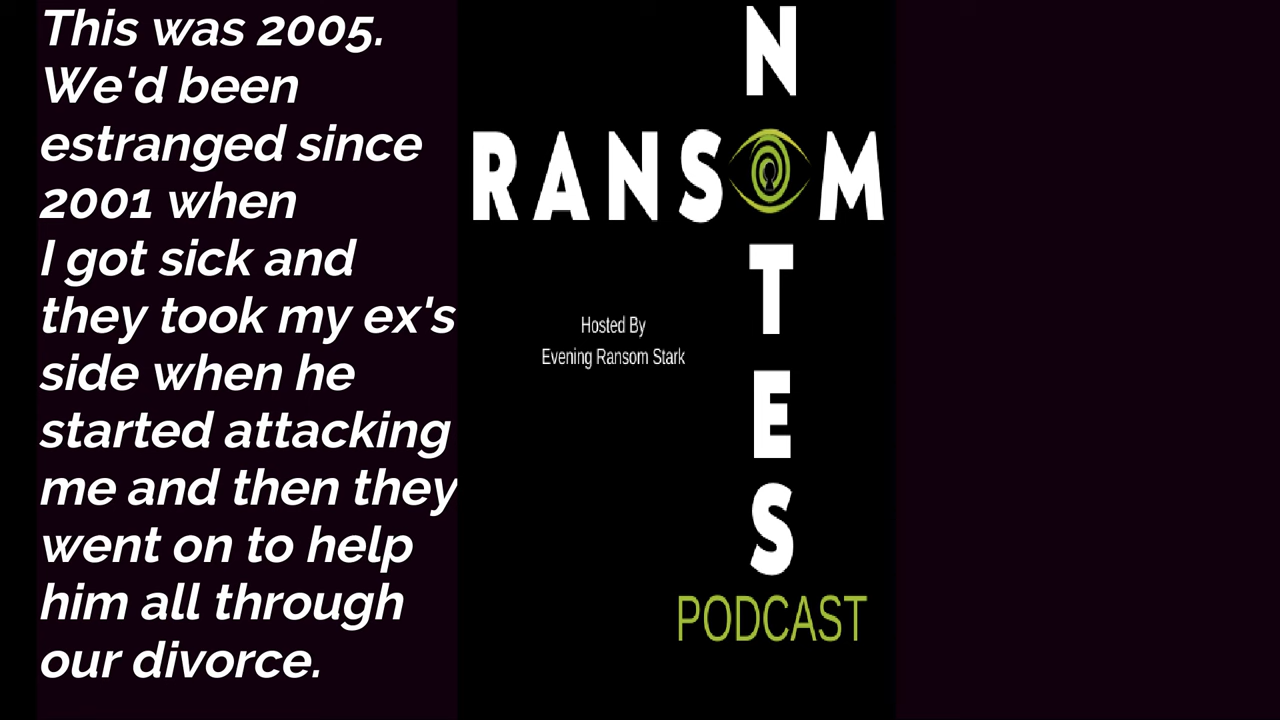 This was 2005.
We'd been
estranged since
2001 when
I got sick and
they took my ex's
side when he
started attacking
me and then they
went on to help
him all through
our divorce.
RANSOM
NOTES
Hosted By
Evening Ransom Stark
PODCAST